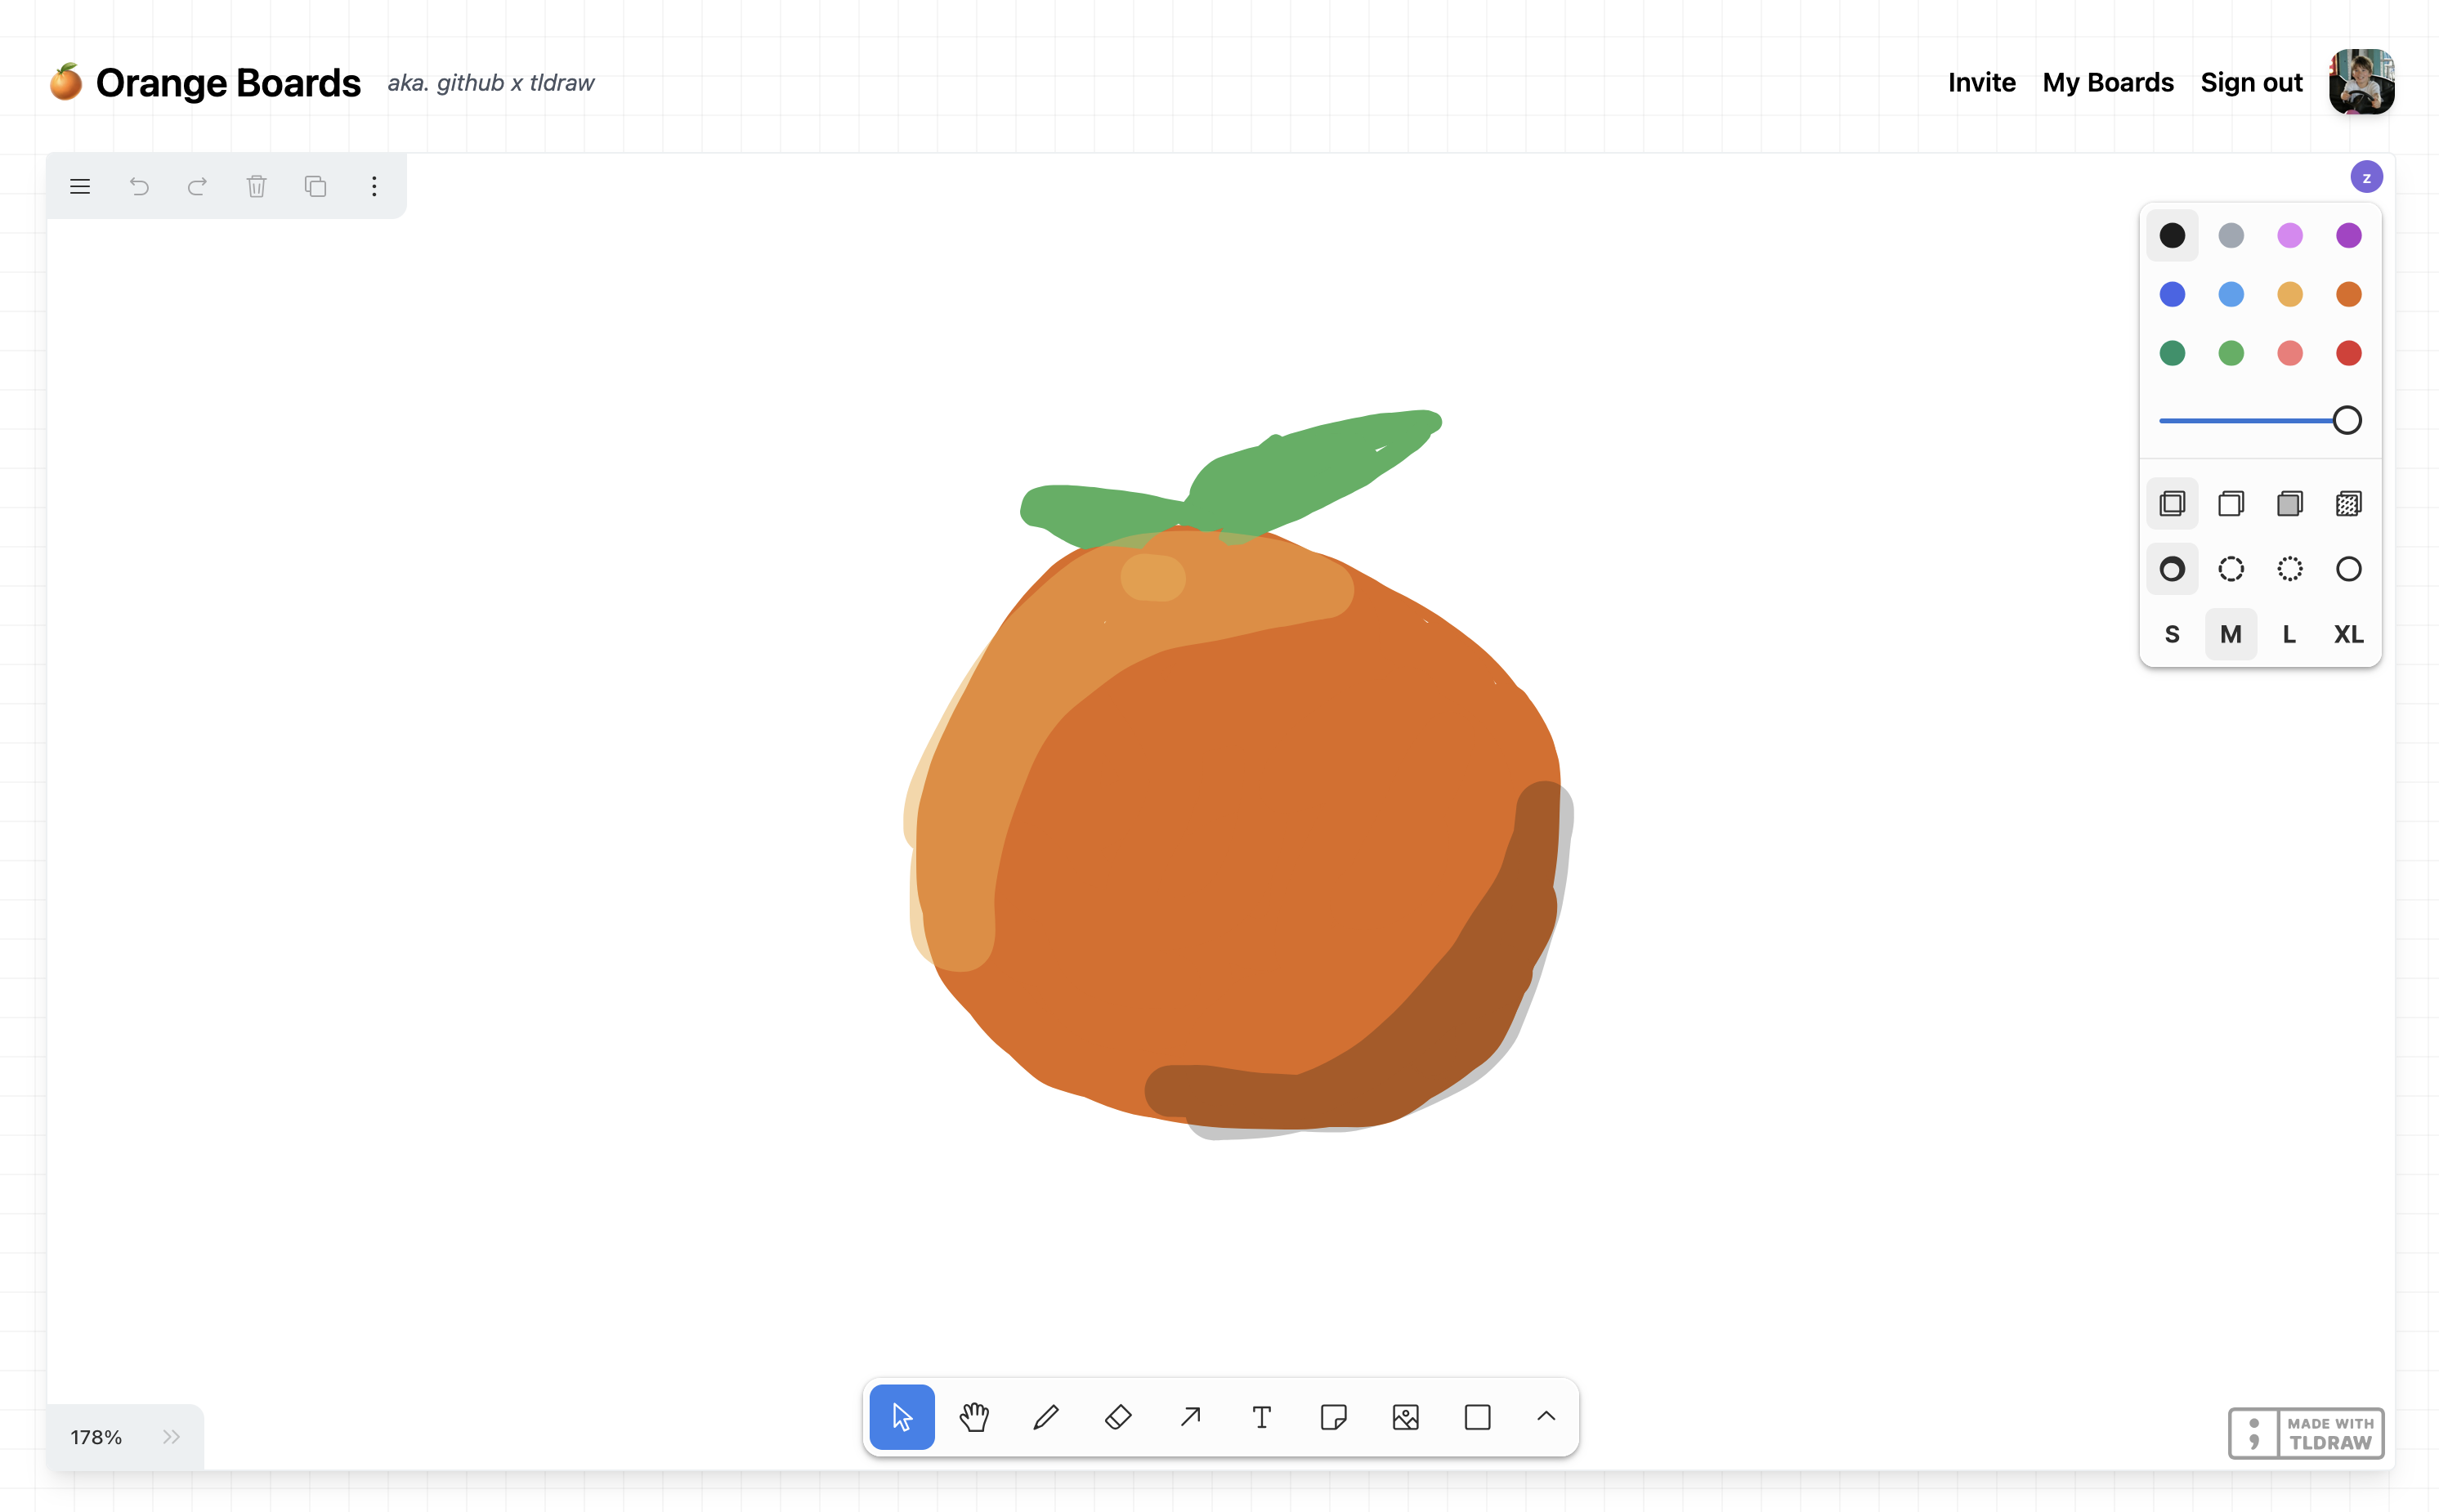 Orange Boards
aka. github x tldraw
Invite
My Boards
Sign out
z
S M L XL
178%
MADE WITH
TLDRAW